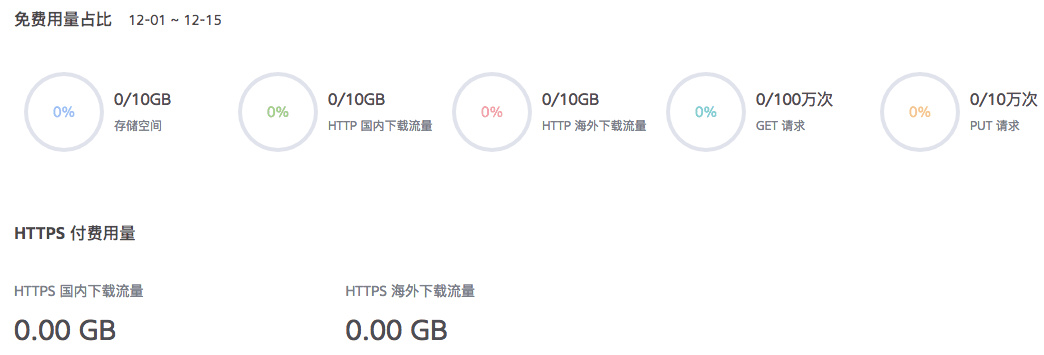 免费用量占比 12-01 ~ 12-15
0% 0/10GB 存储空间
0% 0/10GB HTTP 国内下载流量
0% 0/10GB HTTP 海外下载流量
0% 0/100万次 GET 请求
0% 0/10万次 PUT 请求
HTTPS 付费用量
HTTPS 国内下载流量 HTTPS 海外下载流量
0.00 GB 0.00 GB